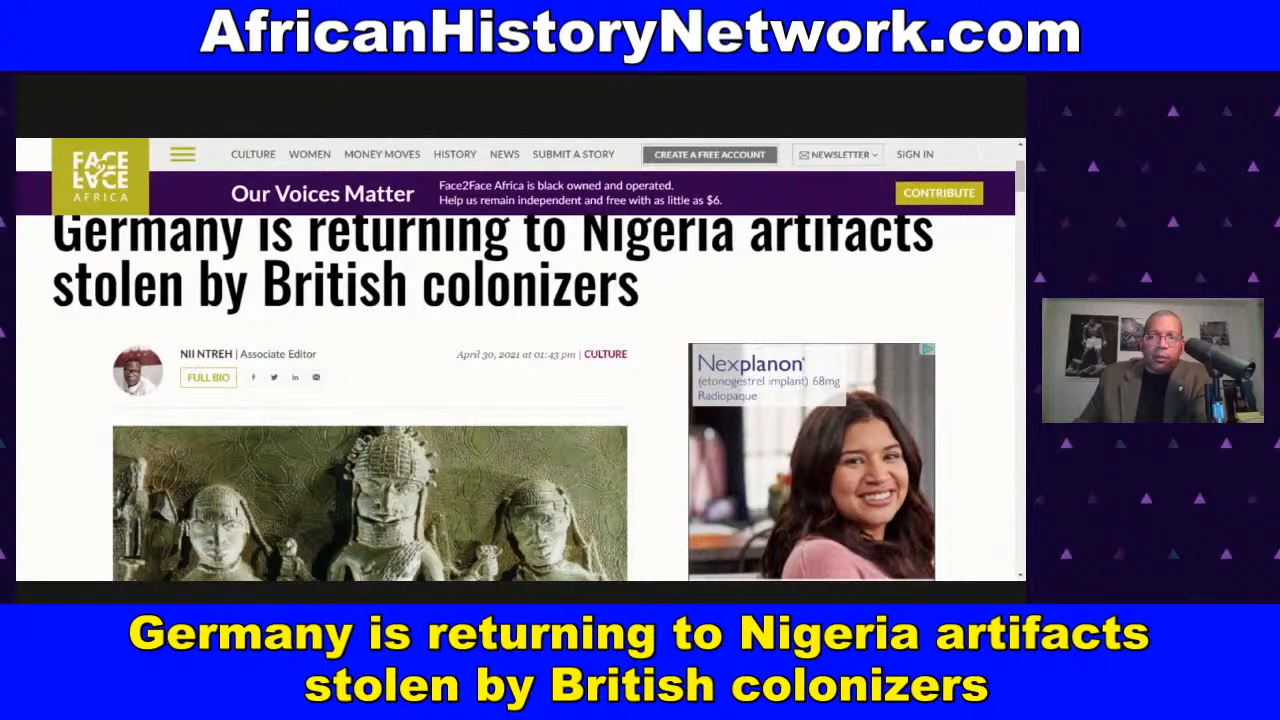 AfricanHistoryNetwork.com
FACE
2
FACE
AFRICA
CULTURE WOMEN MONEY MOVES HISTORY NEWS SUBMIT A STORY CREATE A FREE ACCOUNT NEWSLETTER SIGN IN
Our Voices Matter
Face2Face Africa is black owned and operated.
Help us remain independent and free with as little as $6.
CONTRIBUTE
Germany is returning to Nigeria artifacts
stolen by British colonizers
NII NTREH | Associate Editor
April 30, 2021 at 01:43 pm | CULTURE
FULL BIO
Nexplanon®
(etonogestrel implant) 68mg
Radiopaque
Germany is returning to Nigeria artifacts
stolen by British colonizers